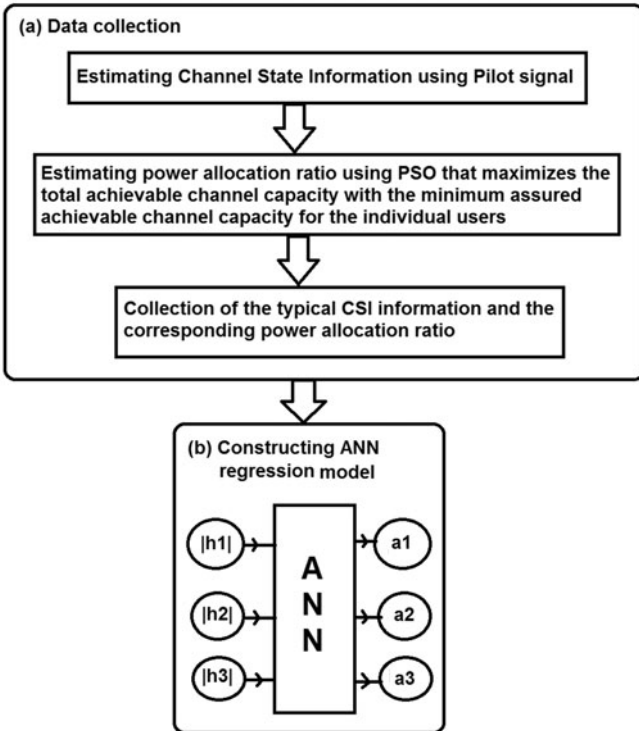 (a) Data collection
Estimating Channel State Information using Pilot signal
Estimating power allocation ratio using PSO that maximizes the
total achievable channel capacity with the minimum assured
achievable channel capacity for the individual users
Collection of the typical CSI information and the
corresponding power allocation ratio
(b) Constructing ANN
regression model
|h1|
|h2|
|h3|
A
N
N
a1
a2
a3